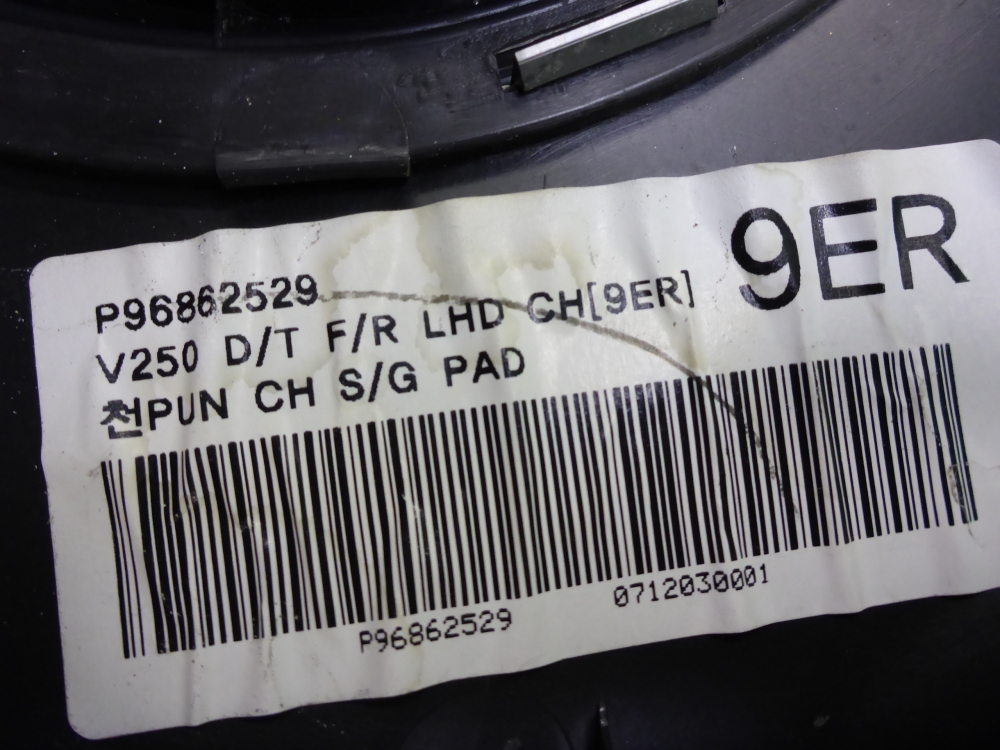 9ER
P96862529
V250 D/T F/R LHD CH[9ER]
천PUN CH S/G PAD
P96862529 0712030001